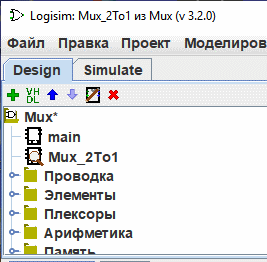 Logisim: Mux_2To1 из Mux (v 3.2.0)
Файл Правка Проект Моделиров
Design Simulate
VH
DL
Mux*
main
Mux_2To1
Проводка
Элементы
Плексоры
Арифметика
Память